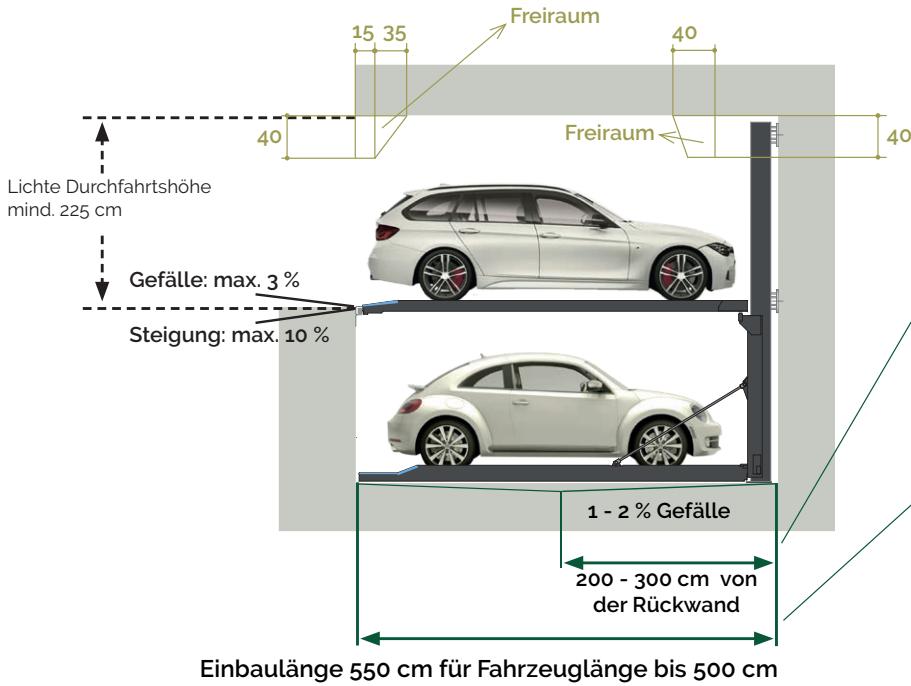 Freiraum
15 35
40
40
Freiraum
40
Lichte Durchfahrtshöhe
mind. 225 cm
Gefälle: max. 3 %
Steigung: max. 10 %
1 - 2 % Gefälle
200 - 300 cm von
der Rückwand
Einbaulänge 550 cm für Fahrzeuglänge bis 500 cm